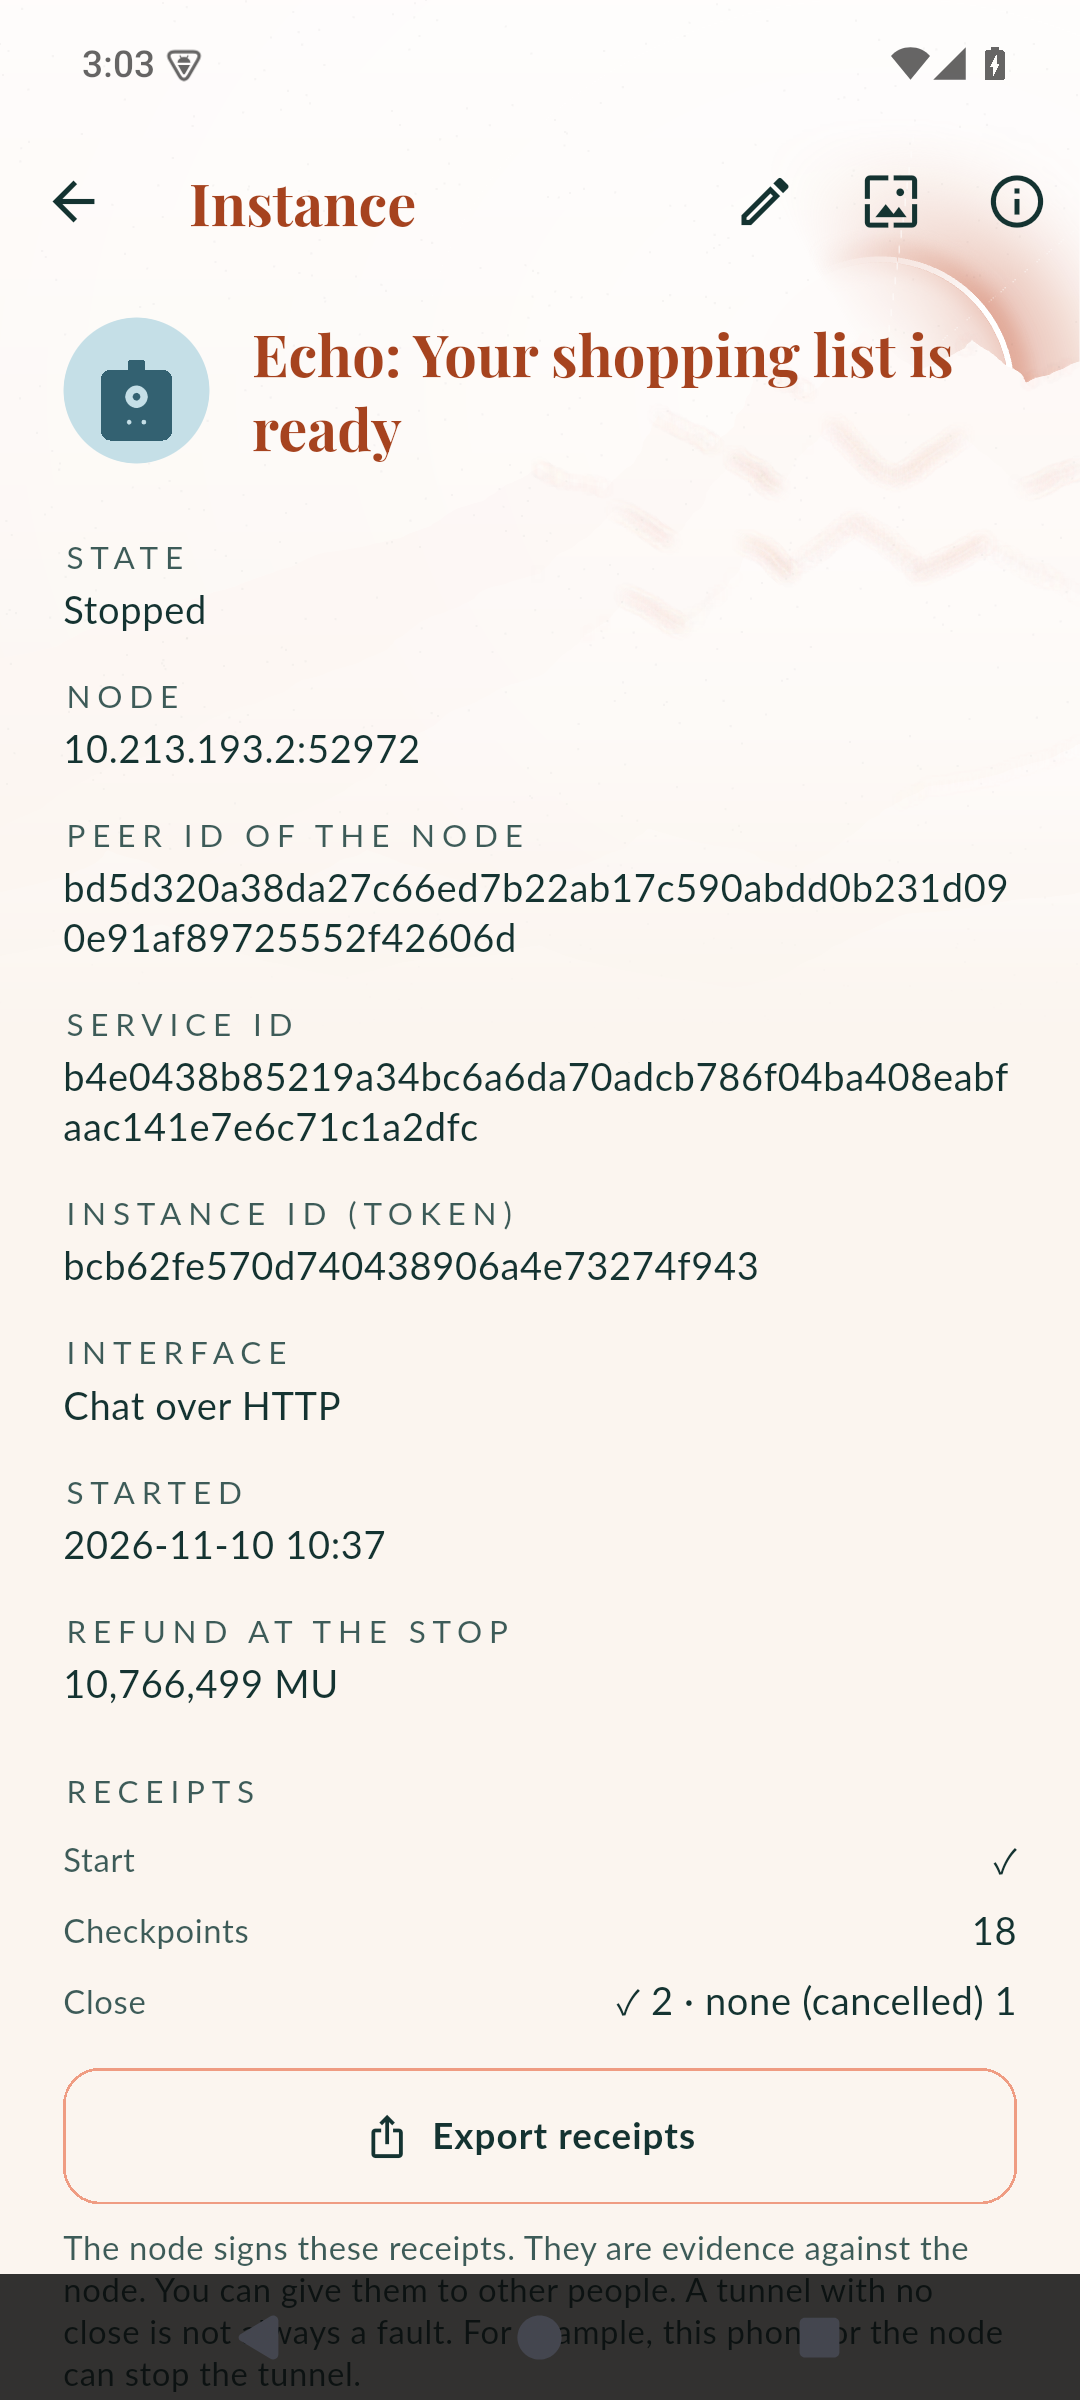 3:03
Instance
Echo: Your shopping list is
ready
STATE
Stopped
NODE
10.213.193.2:52972
PEER ID OF THE NODE
bd5d320a38da27c66ed7b22ab17c590abdd0b231d09
0e91af89725552f42606d
SERVICE ID
b4e0438b85219a34bc6a6da70adcb786f04ba408eabf
aac141e7e6c71c1a2dfc
INSTANCE ID (TOKEN)
bcb62fe570d740438906a4e73274f943
INTERFACE
Chat over HTTP
STARTED
2026-11-10 10:37
REFUND AT THE STOP
10,766,499 MU
RECEIPTS
Start ✓
Checkpoints 18
Close ✓ 2 · none (cancelled) 1
Export receipts
The node signs these receipts. They are evidence against the
node. You can give them to other people. A tunnel with no
close is not always a fault. For example, this phone or the node
can stop the tunnel.